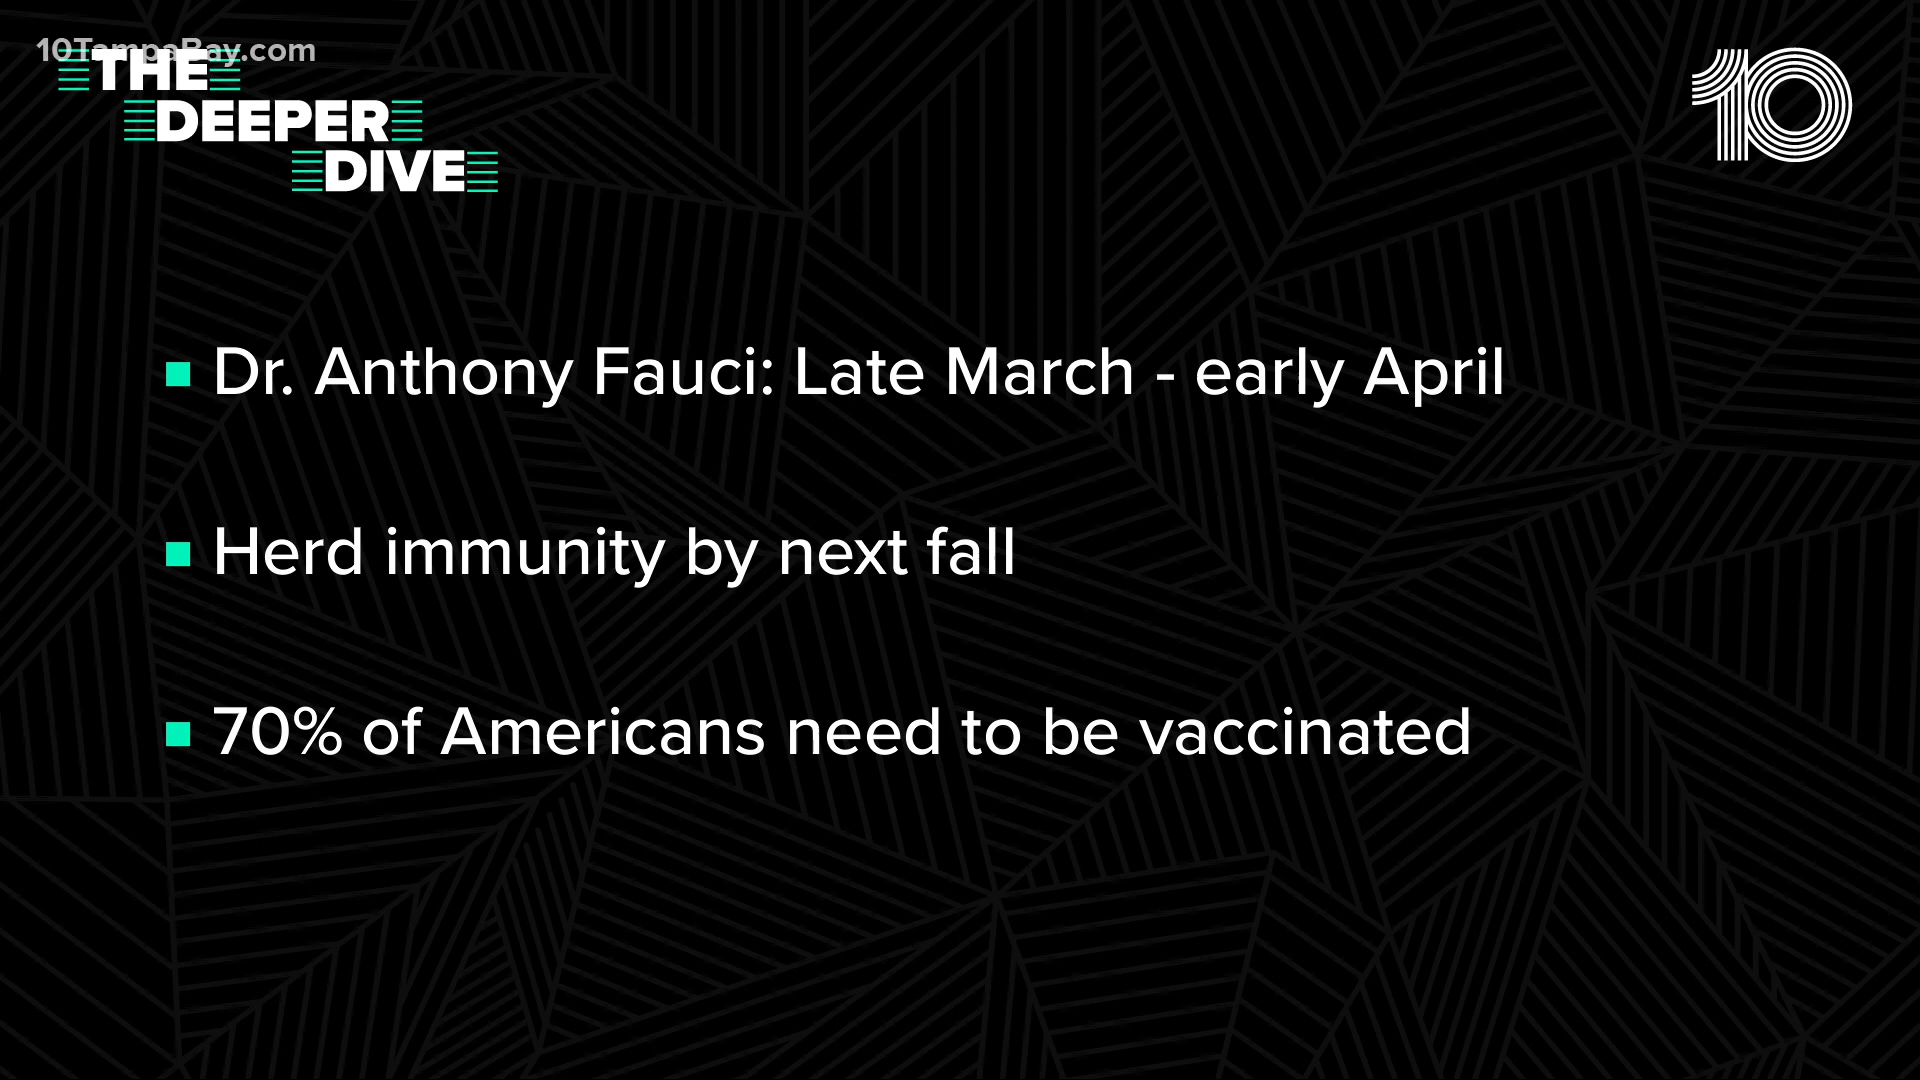 10TampaBay.com
THE
DEEPER
DIVE
10
Dr. Anthony Fauci: Late March - early April
Herd immunity by next fall
70% of Americans need to be vaccinated